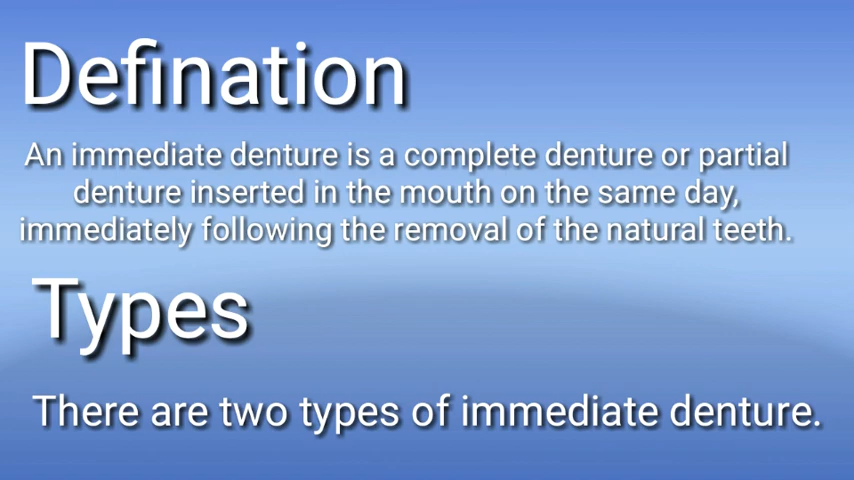 Defination
An immediate denture is a complete denture or partial
denture inserted in the mouth on the same day,
immediately following the removal of the natural teeth.
Types
There are two types of immediate denture.